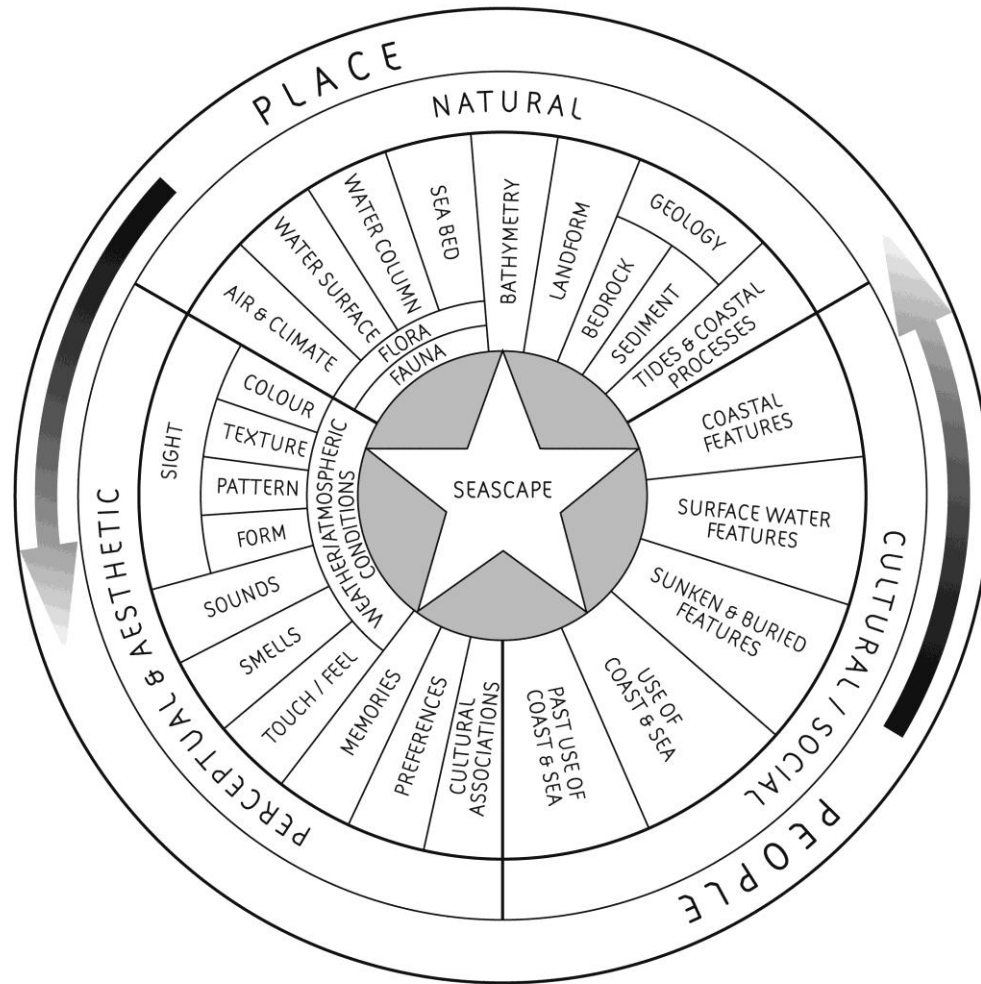 PLACE
NATURAL
AIR & CLIMATE
WATER SURFACE
WATER COLUMN
SEA BED
FLORA
FAUNA
BATHYMETRY
LANDFORM
GEOLOGY
BEDROCK
SEDIMENT
TIDES & COASTAL
PROCESSES
PEOPLE
CULTURAL / SOCIAL
COASTAL
FEATURES
SURFACE WATER
FEATURES
SUNKEN & BURIED
FEATURES
USE OF
COAST & SEA
PAST USE OF
COAST & SEA
PERCEPTUAL & AESTHETIC
CULTURAL
ASSOCIATIONS
PREFERENCES
MEMORIES
TOUCH / FEEL
SMELLS
SOUNDS
SIGHT
COLOUR
TEXTURE
PATTERN
FORM
WEATHER/ATMOSPHERIC
CONDITIONS
SEASCAPE